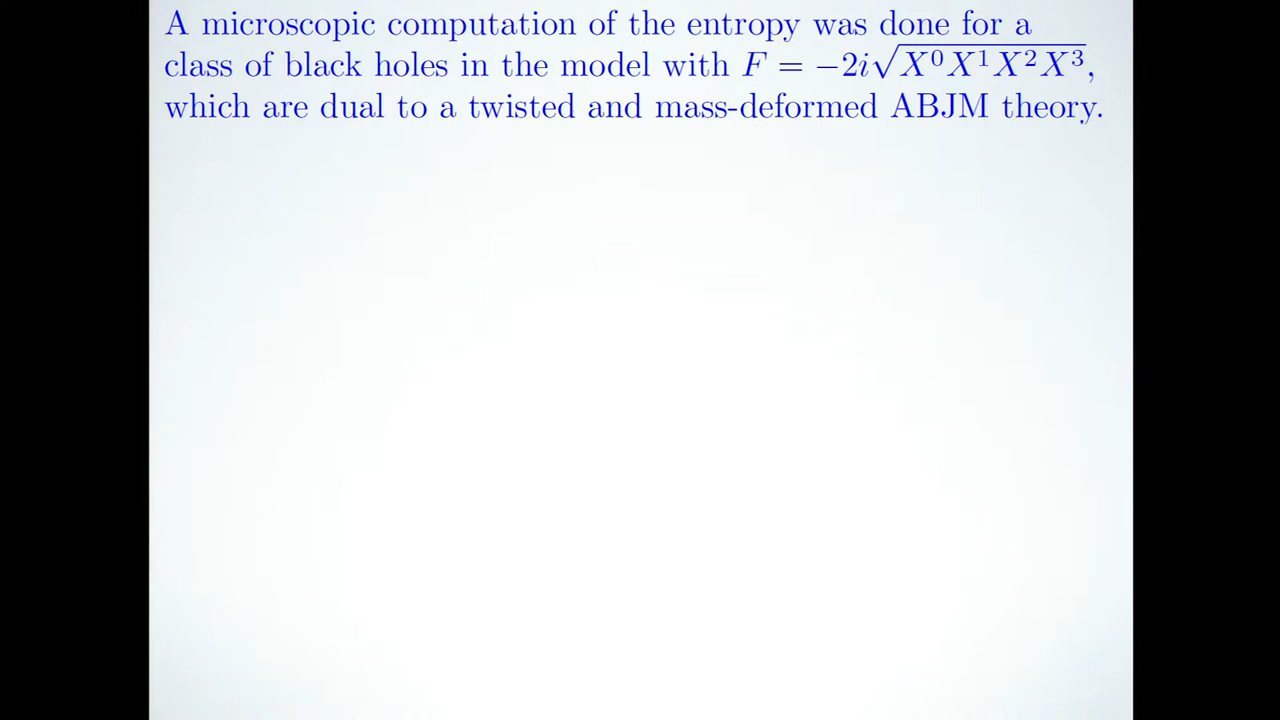 A microscopic computation of the entropy was done for a
class of black holes in the model with F = −2i√(X⁰X¹X²X³),
which are dual to a twisted and mass-deformed ABJM theory.